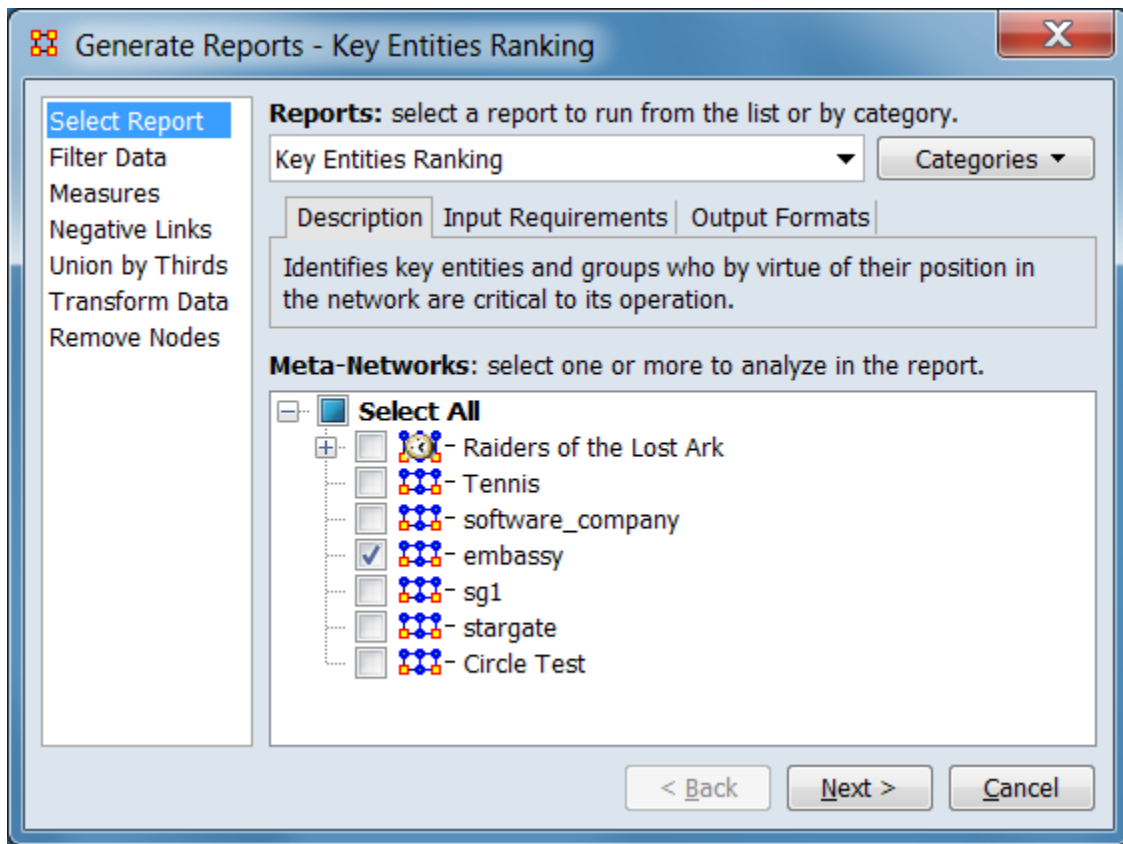 Generate Reports - Key Entities Ranking
Select Report
Filter Data
Measures
Negative Links
Union by Thirds
Transform Data
Remove Nodes
Reports: select a report to run from the list or by category.
Key Entities Ranking
Categories
Description Input Requirements Output Formats
Identifies key entities and groups who by virtue of their position in
the network are critical to its operation.
Meta-Networks: select one or more to analyze in the report.
Select All
Raiders of the Lost Ark
Tennis
software_company
embassy
sg1
stargate
Circle Test
< Back Next > Cancel